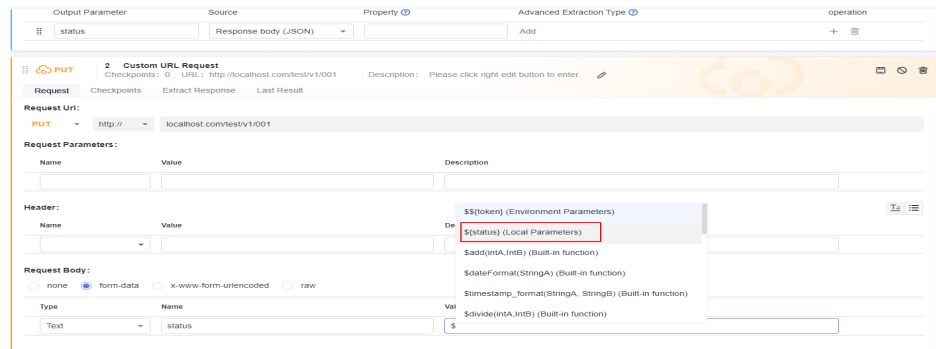 Output Parameter Source Property Advanced Extraction Type operation
status Response body (JSON) Add
PUT 2 Custom URL Request
Checkpoints: 0 URL: http://localhost.com/test/v1/001 Description: Please click right edit button to enter.
Request Checkpoints Extract Response Last Result
Request Url:
PUT http:// localhost.com/test/v1/001
Request Parameters:
Name Value Description
Header:
Name Value De
Request Body:
none form-data x-www-form-urlencoded raw
Type Name Val
Text status $
$${token} (Environment Parameters)
${status} (Local Parameters)
$add(intA,IntB) (Built-in function)
$dateFormat(StringA) (Built-in function)
$timestamp_format(StringA, StringB) (Built-in function)
$divide(intA,IntB) (Built-in function)